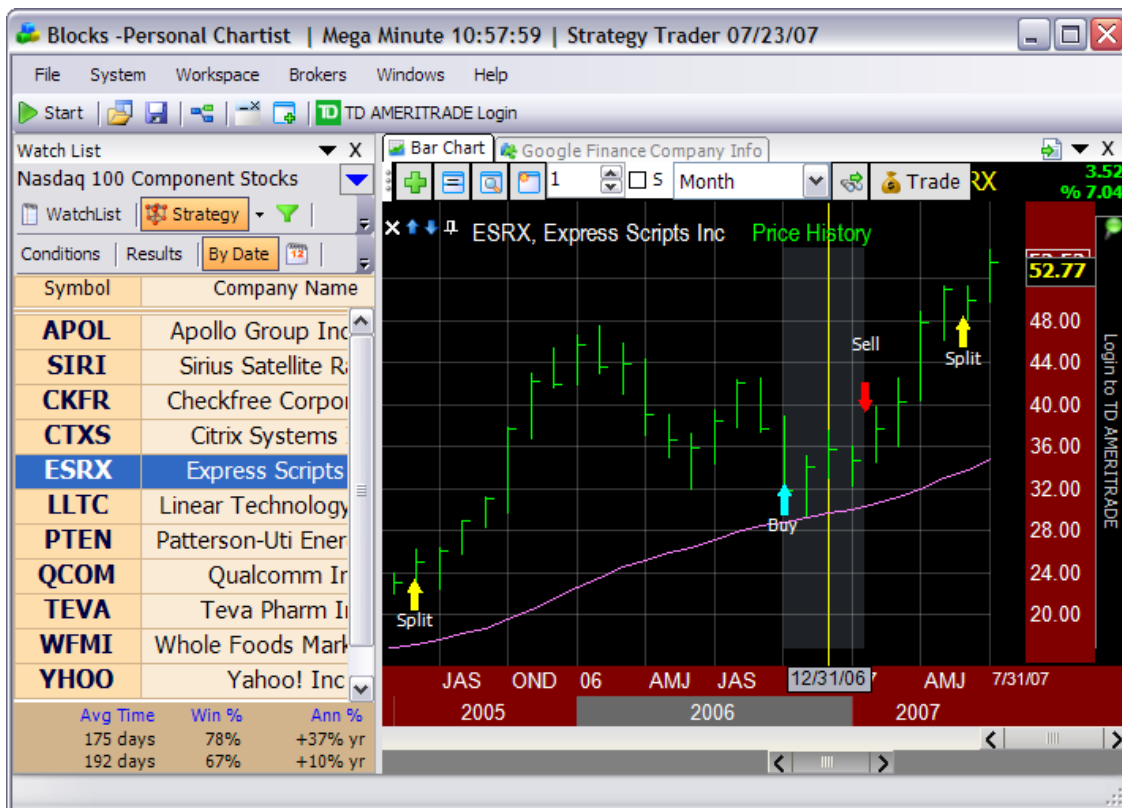 Blocks -Personal Chartist | Mega Minute 10:57:59 | Strategy Trader 07/23/07
File System Workspace Brokers Windows Help
Start TD TD AMERITRADE Login
Watch List X
Nasdaq 100 Component Stocks
WatchList Strategy
Conditions Results By Date 12
Symbol Company Name
APOL Apollo Group Inc
SIRI Sirius Satellite Ra
CKFR Checkfree Corpor
CTXS Citrix Systems
ESRX Express Scripts
LLTC Linear Technology
PTEN Patterson-Uti Ener
QCOM Qualcomm In
TEVA Teva Pharm In
WFMI Whole Foods Mark
YHOO Yahoo! Inc
Avg Time Win % Ann %
175 days 78% +37% yr
192 days 67% +10% yr
Bar Chart Google Finance Company Info X
1 S Month Trade RX
3.52
% 7.04
ESRX, Express Scripts Inc Price History
52.77
48.00
44.00
40.00
36.00
32.00
28.00
24.00
20.00
Sell
Split
Buy
Split
Login to TD AMERITRADE
JAS OND 06 AMJ JAS 12/31/06 AMJ 7/31/07
2005 2006 2007